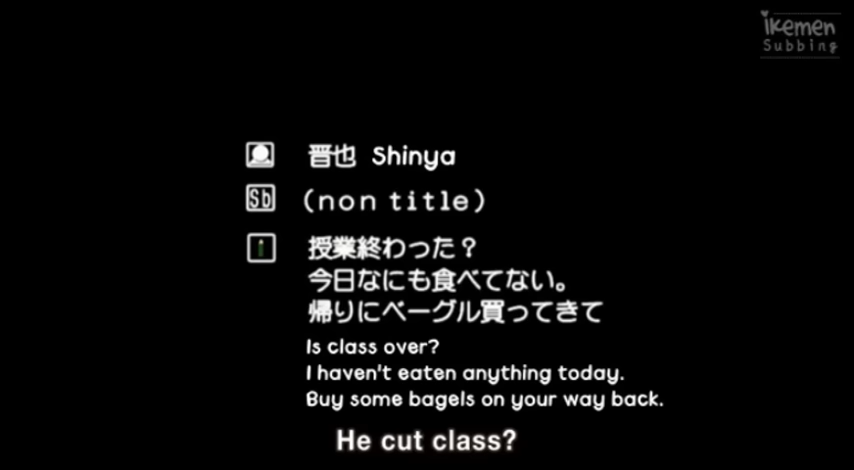 ikemen
Subbing
晋也 Shinya
Sb
(non title)
授業終わった？
今日なにも食べてない。
帰りにベーグル買ってきて
Is class over?
I haven't eaten anything today.
Buy some bagels on your way back.
He cut class?